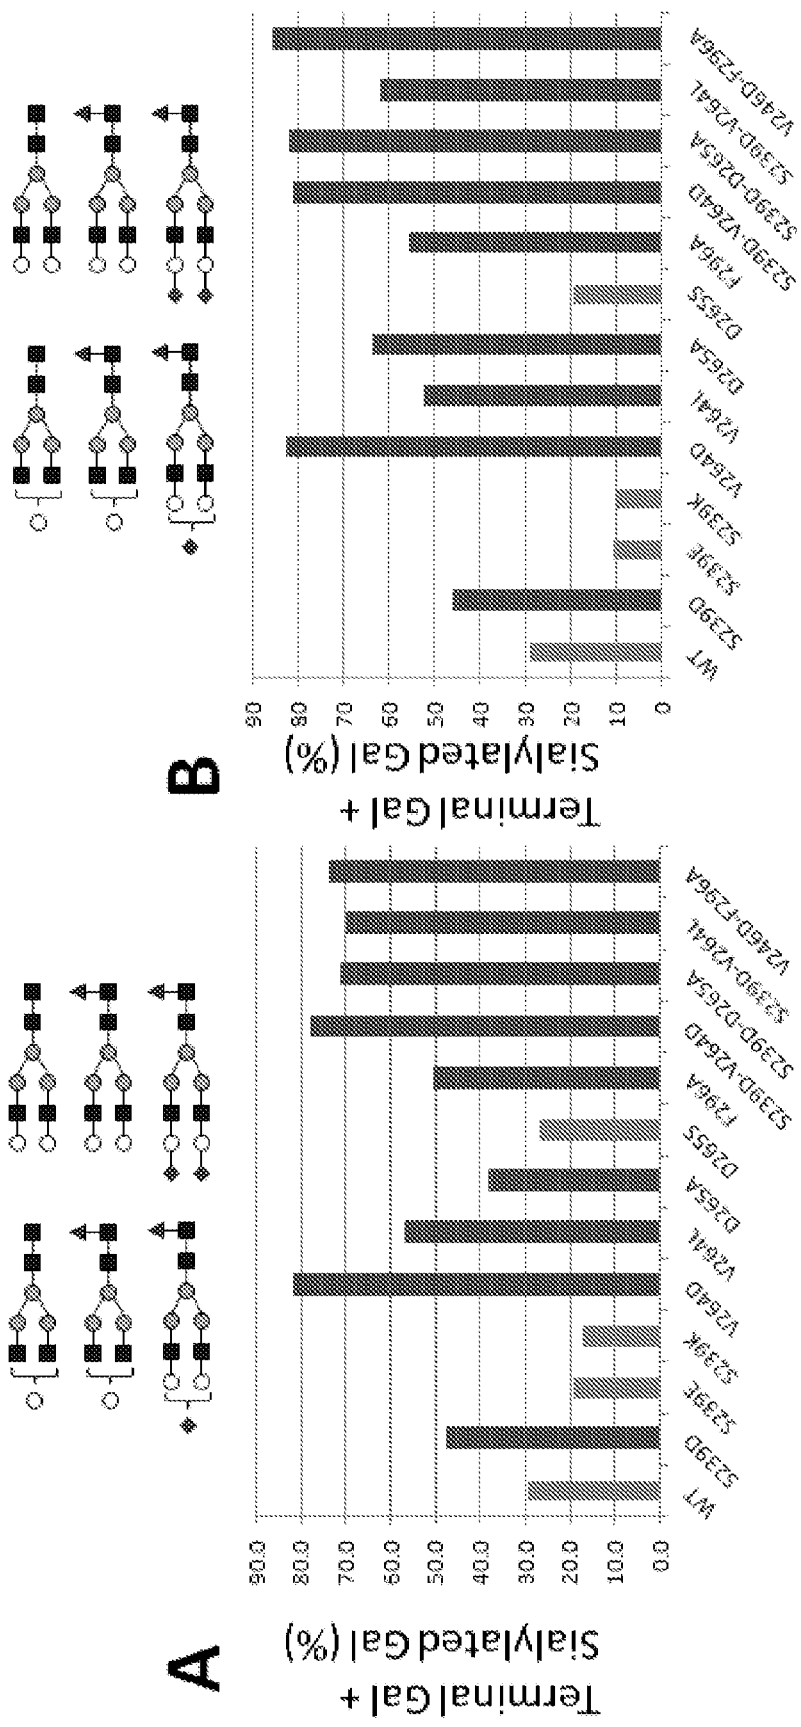 A
Terminal Gal +
Sialylated Gal (%)
90.0
80.0
70.0
60.0
50.0
40.0
30.0
20.0
10.0
0.0
WT
S239D
S239E
S239K
V264D
V264L
D265A
D265S
F296A
S239D-V264D
S239D-D265A
S239D-V264L
V246D-F296A
B
Terminal Gal +
Sialylated Gal (%)
90
80
70
60
50
40
30
20
10
0
WT
S239D
S239E
S239K
V264D
V264L
D265A
D265S
F296A
S239D-V264D
S239D-D265A
S239D-V264L
V246D-F296A